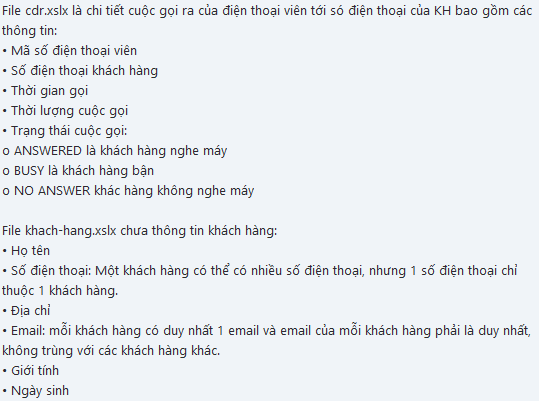 File cdr.xslx là chi tiết cuộc gọi ra của điện thoại viên tới só điện thoại của KH bao gồm các
thông tin:
• Mã số điện thoại viên
• Số điện thoại khách hàng
• Thời gian gọi
• Thời lượng cuộc gọi
• Trạng thái cuộc gọi:
o ANSWERED là khách hàng nghe máy
o BUSY là khách hàng bận
o NO ANSWER khác hàng không nghe máy
File khach-hang.xslx chưa thông tin khách hàng:
• Họ tên
• Số điện thoại: Một khách hàng có thể có nhiều số điện thoại, nhưng 1 số điện thoại chỉ
thuộc 1 khách hàng.
• Địa chỉ
• Email: mỗi khách hàng có duy nhất 1 email và email của mỗi khách hàng phải là duy nhất,
không trùng với các khách hàng khác.
• Giới tính
• Ngày sinh